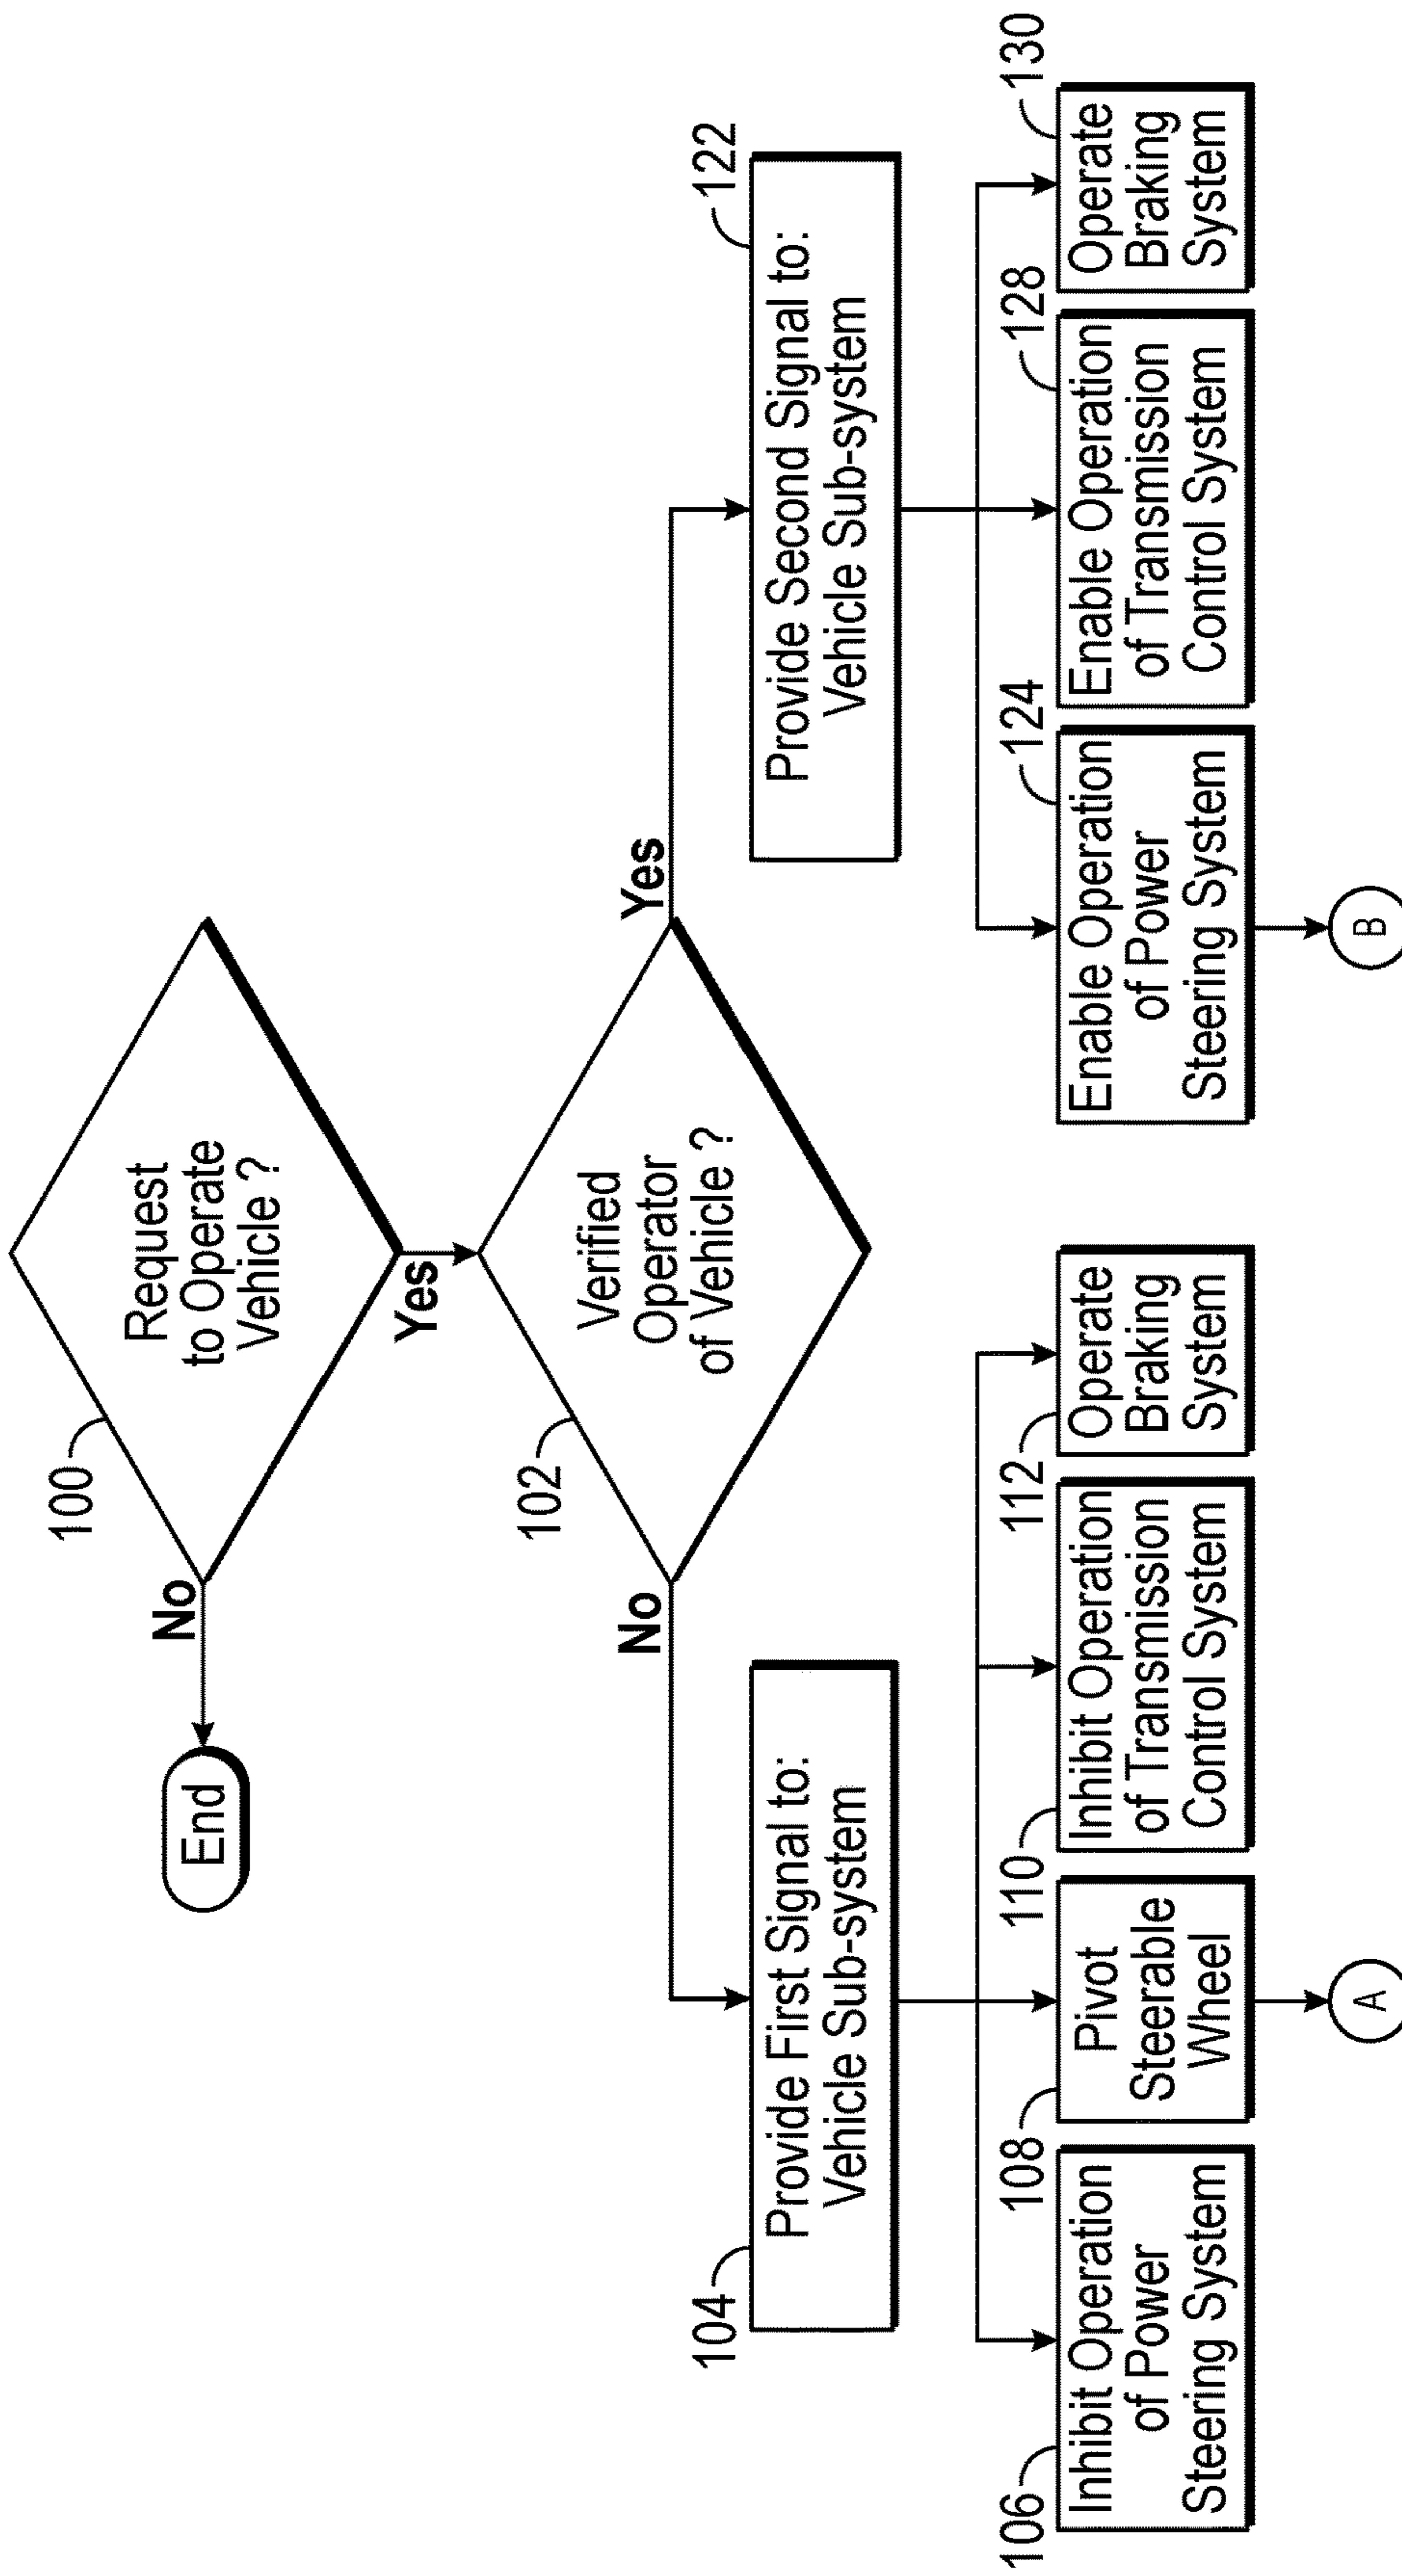 100
Request
to Operate
Vehicle ?
No
End
Yes
102
Verified
Operator
of Vehicle ?
No
Yes
104
Provide First Signal to:
Vehicle Sub-system
122
Provide Second Signal to:
Vehicle Sub-system
106
Inhibit Operation
of Power
Steering System
108
Pivot
Steerable
Wheel
110
Inhibit Operation
of Transmission
Control System
112
Operate
Braking
System
124
Enable Operation
of Power
Steering System
128
Enable Operation
of Transmission
Control System
130
Operate
Braking
System
A
B